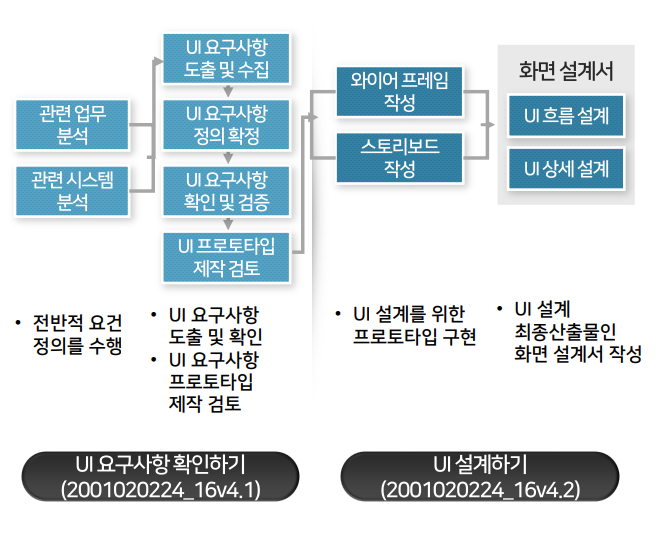 관련 업무
분석
관련 시스템
분석
UI 요구사항
도출 및 수집
UI 요구사항
정의 확정
UI 요구사항
확인 및 검증
UI 프로토타입
제작 검토
와이어 프레임
작성
스토리보드
작성
화면 설계서
UI 흐름 설계
UI 상세 설계
• 전반적 요건
정의를 수행
• UI 요구사항
도출 및 확인
• UI 요구사항
프로토타입
제작 검토
• UI 설계를 위한
프로토타입 구현
• UI 설계
최종산출물인
화면 설계서 작성
UI 요구사항 확인하기
(2001020224_16v4.1)
UI 설계하기
(2001020224_16v4.2)